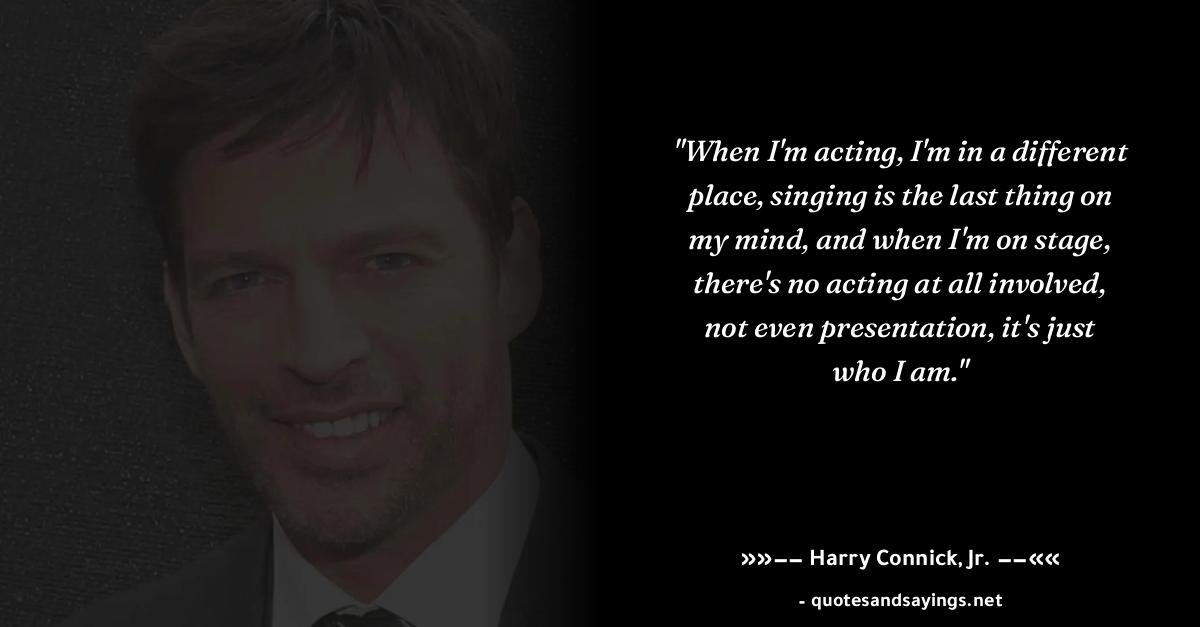 "When I'm acting, I'm in a different
place, singing is the last thing on
my mind, and when I'm on stage,
there's no acting at all involved,
not even presentation, it's just
who I am."
»»-- Harry Connick, Jr. --««
- quotesandsayings.net